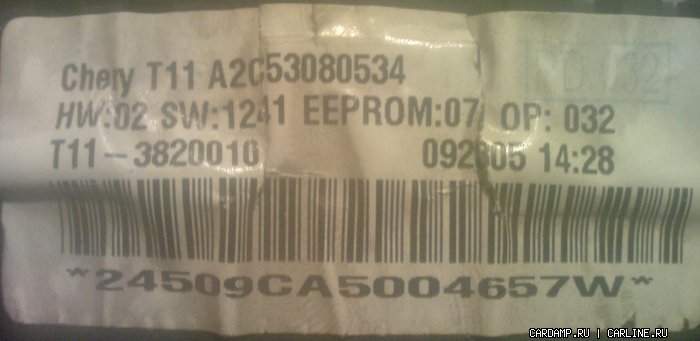 Chery T11 A2C53080534
HW:02 SW:1241 EEPROM:07 OP: 032
T11-3820010 092805 14:28
*24509CA5004657W*
CARDAMP.RU | CARLINE.RU